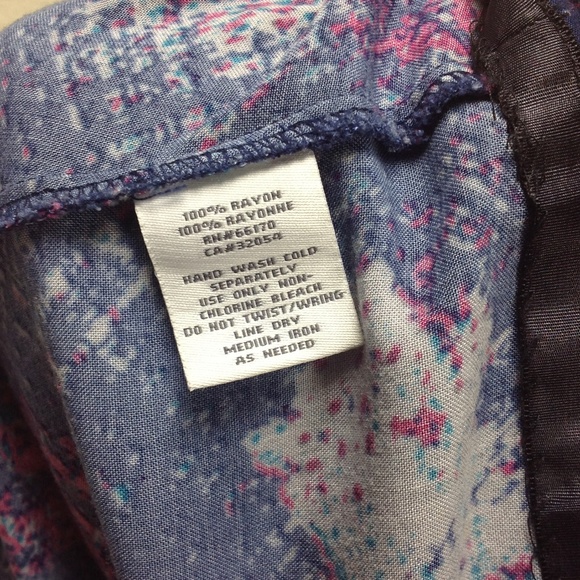 100% RAYON
100% RAYONNE
RN#66170
CA#32054
HAND WASH COLD
SEPARATELY
USE ONLY NON-
CHLORINE BLEACH
DO NOT TWIST/WRING
LINE DRY
MEDIUM IRON
AS NEEDED